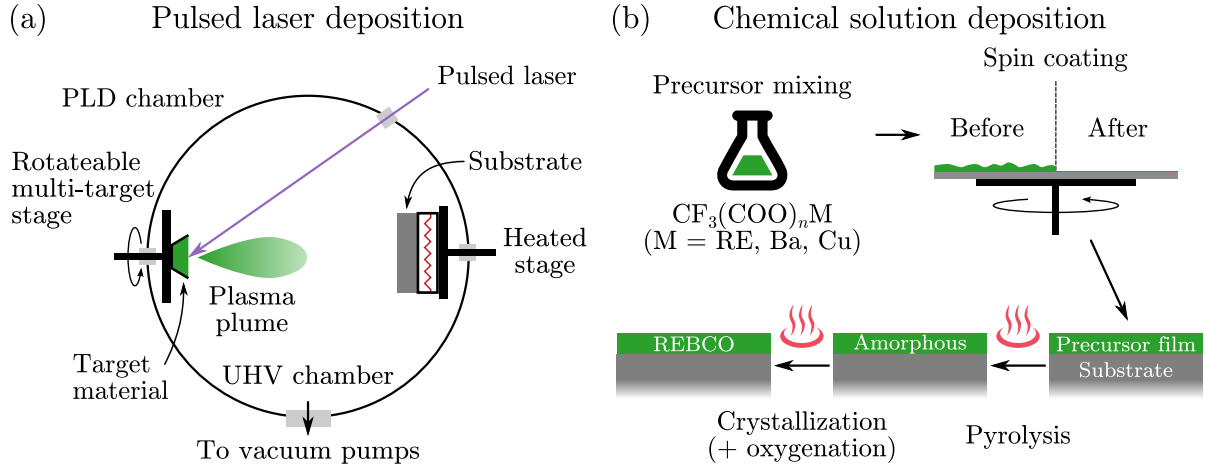 (a) Pulsed laser deposition
Pulsed laser
PLD chamber
Rotateable
multi-target
stage
Substrate
Heated
stage
Plasma
plume
Target
material
UHV chamber
To vacuum pumps
(b) Chemical solution deposition
Spin coating
Precursor mixing
Before
After
CF₃(COO)ₙM
(M = RE, Ba, Cu)
REBCO
Amorphous
Precursor film
Substrate
Crystallization
(+ oxygenation)
Pyrolysis